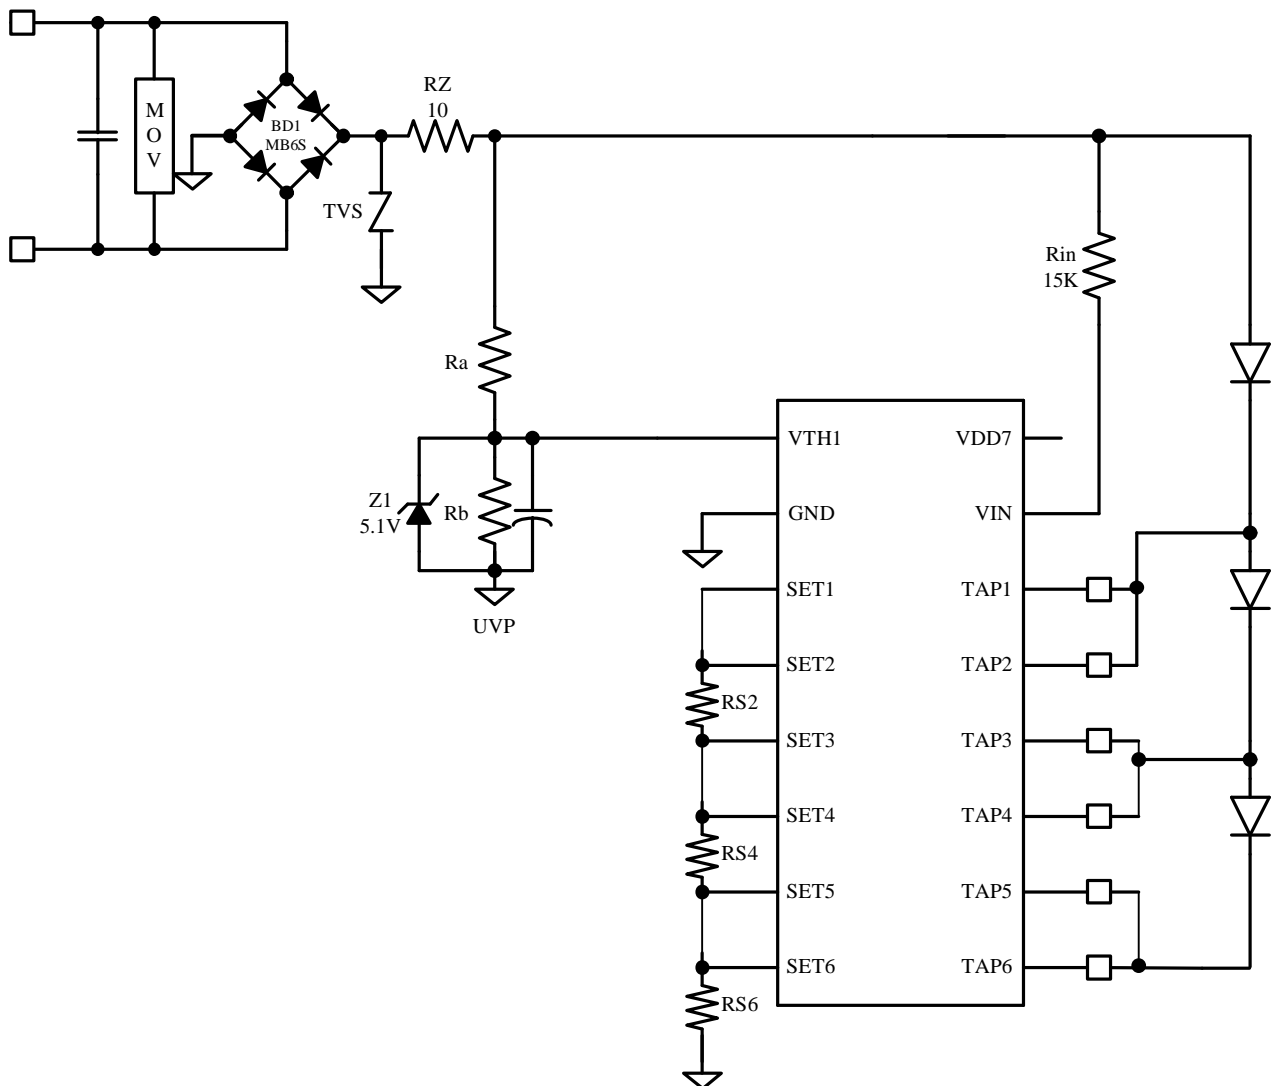 RZ
10
M
O
V
BD1
MB6S
TVS
Rin
15K
Ra
VTH1
VDD7
Z1
5.1V
Rb
GND
VIN
UVP
SET1
TAP1
SET2
TAP2
RS2
SET3
TAP3
SET4
TAP4
RS4
SET5
TAP5
SET6
TAP6
RS6